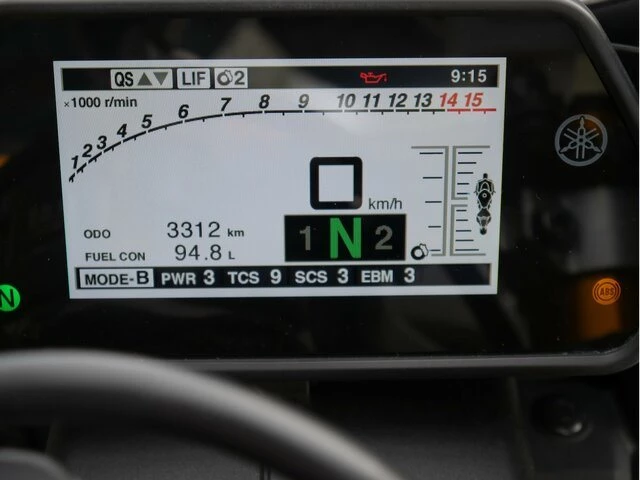 QS▲▼ LIF 2 9:15
×1000 r/min
1 2 3 4 5 6 7 8 9 10 11 12 13 14 15
0 km/h
ODO 3312 km
FUEL CON 94.8 L
1 N 2
MODE-B PWR 3 TCS 9 SCS 3 EBM 3
N
ABS